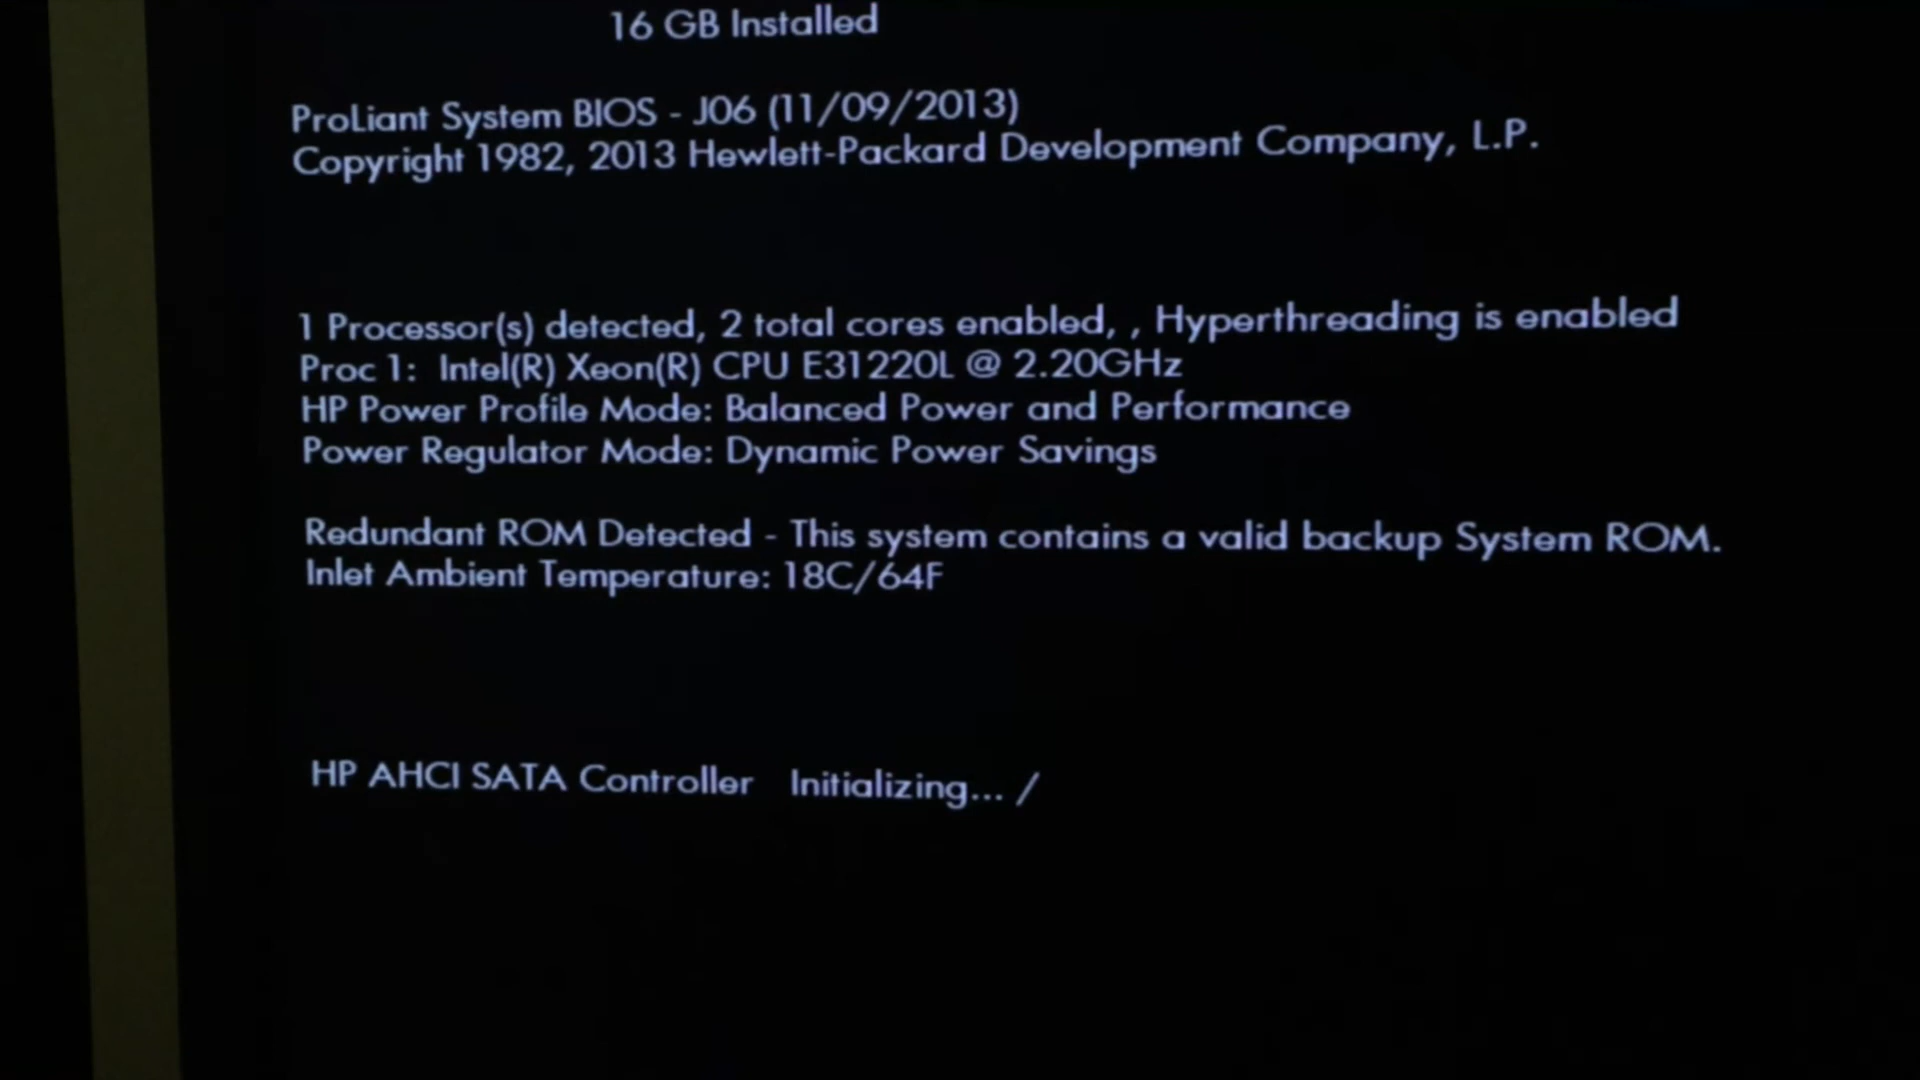 16 GB Installed
ProLiant System BIOS - J06 (11/09/2013)
Copyright 1982, 2013 Hewlett-Packard Development Company, L.P.
1 Processor(s) detected, 2 total cores enabled, , Hyperthreading is enabled
Proc 1: Intel(R) Xeon(R) CPU E31220L @ 2.20GHz
HP Power Profile Mode: Balanced Power and Performance
Power Regulator Mode: Dynamic Power Savings
Redundant ROM Detected - This system contains a valid backup System ROM.
Inlet Ambient Temperature: 18C/64F
HP AHCI SATA Controller Initializing... /